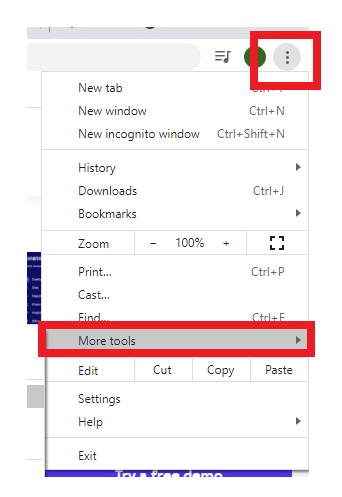 New tab Ctrl+T
New window Ctrl+N
New incognito window Ctrl+Shift+N
History
Downloads Ctrl+J
Bookmarks
Zoom − 100% +
Print... Ctrl+P
Cast...
Find... Ctrl+F
More tools
Edit Cut Copy Paste
Settings
Help
Exit
Try a free demo